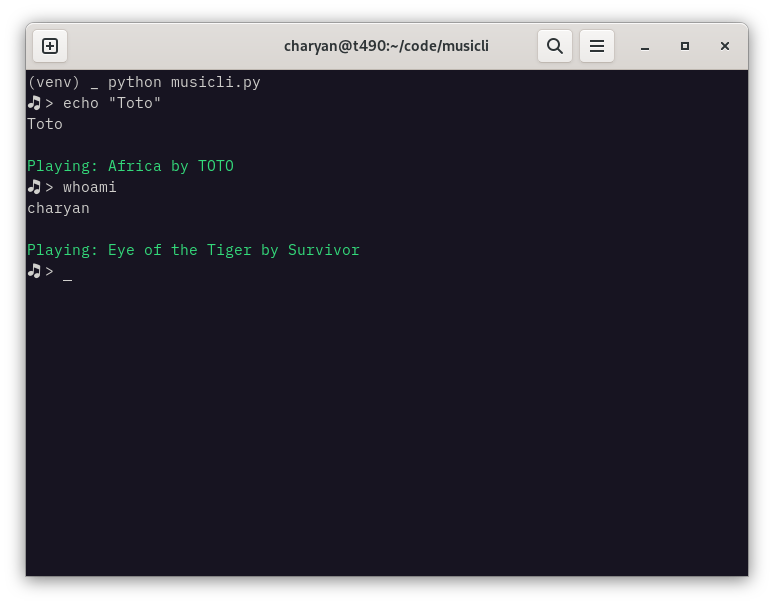 charyan@t490:~/code/musicli
(venv) _ python musicli.py
🎵> echo "Toto"
Toto
Playing: Africa by TOTO
🎵> whoami
charyan
Playing: Eye of the Tiger by Survivor
🎵> _